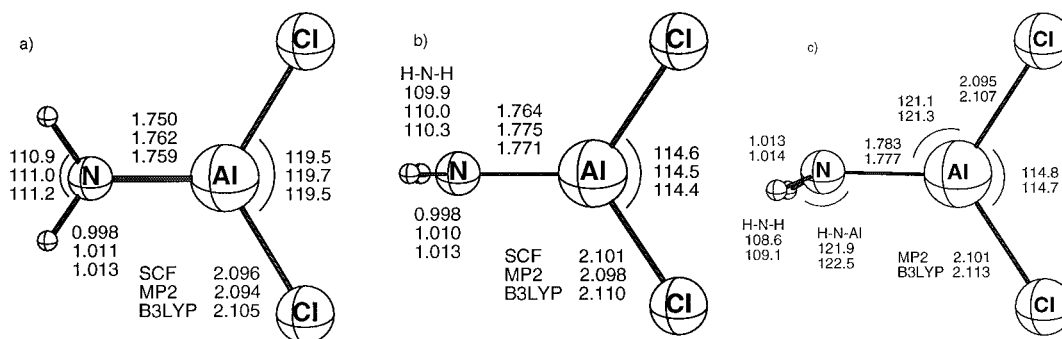 a)
Cl
1.750
1.762
1.759
110.9
111.0
111.2
N
Al
119.5
119.7
119.5
0.998
1.011
1.013
SCF 2.096
MP2 2.094
B3LYP 2.105
Cl
b)
Cl
H-N-H
109.9
110.0
110.3
1.764
1.775
1.771
N
Al
114.6
114.5
114.4
0.998
1.010
1.013
SCF 2.101
MP2 2.098
B3LYP 2.110
Cl
c)
Cl
2.095
2.107
121.1
121.3
1.013
1.014
1.783
1.777
N
Al
114.8
114.7
H-N-H
108.6
109.1
H-N-Al
121.9
122.5
MP2 2.101
B3LYP 2.113
Cl